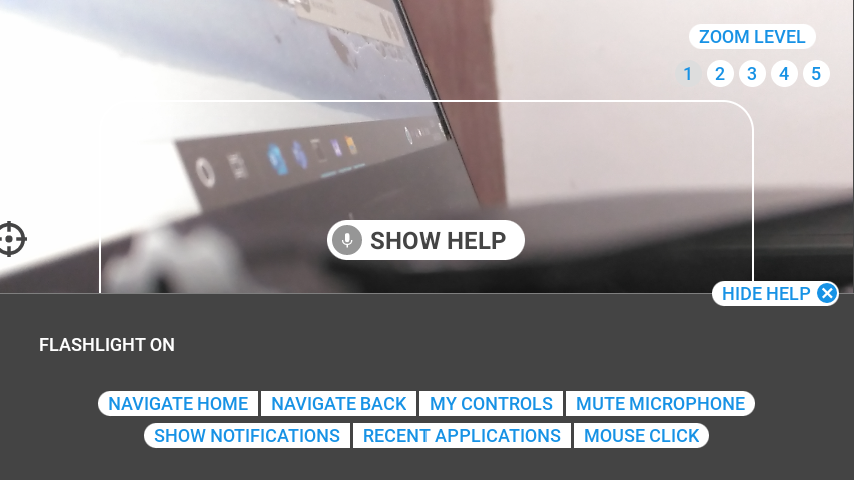 ZOOM LEVEL
1 2 3 4 5
SHOW HELP
HIDE HELP
FLASHLIGHT ON
NAVIGATE HOME NAVIGATE BACK MY CONTROLS MUTE MICROPHONE
SHOW NOTIFICATIONS RECENT APPLICATIONS MOUSE CLICK